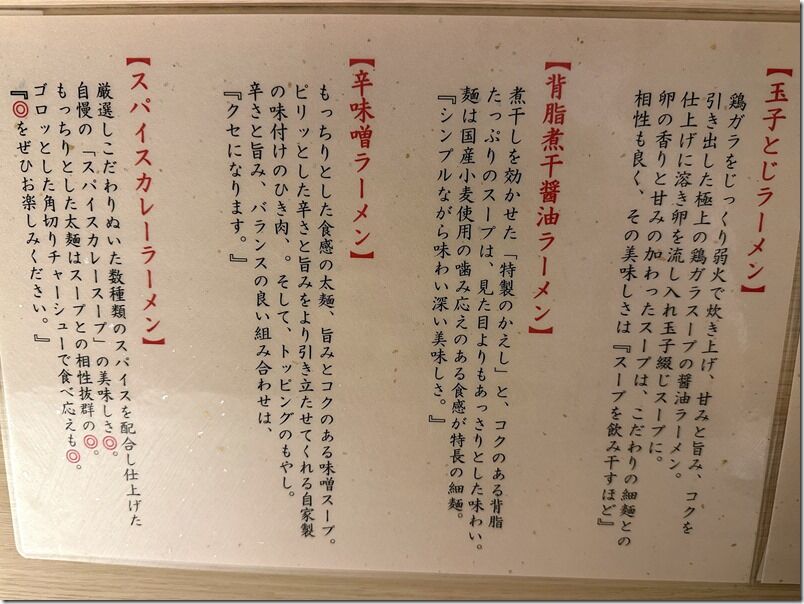 【玉子とじラーメン】
鶏ガラをじっくり弱火で炊き上げ、甘みと旨み、コクを
引き出した極上の鶏ガラスープの醤油ラーメン。
仕上げに溶き卵を流し入れ玉子綴じスープに。
卵の香りと甘みの加わったスープは、こだわりの細麺との
相性も良く、その美味しさは『スープを飲み干すほど』
【背脂煮干醤油ラーメン】
煮干しを効かせた「特製のかえし」と、コクのある背脂
たっぷりのスープは、見た目よりもあっさりとした味わい。
麺は国産小麦使用の噛み応えのある食感が特長の細麺。
『シンプルながら味わい深い美味しさ。』
【辛味噌ラーメン】
もっちりとした食感の太麺、旨みとコクのある味噌スープ。
ピリッとした辛さと旨みをより引き立たせてくれる自家製
の味付けのひき肉、。そして、トッピングのもやし。
辛さと旨み、バランスの良い組み合わせは、
『クセになります。』
【スパイスカレーラーメン】
厳選しこだわりぬいた数種類のスパイスを配合し仕上げた
自慢の「スパイスカレースープ」の美味しさ◎。
もっちりとした太麺はスープとの相性抜群の◎。
ゴロッとした角切りチャーシューで食べ応えも◎。
『◎をぜひお楽しみください。』